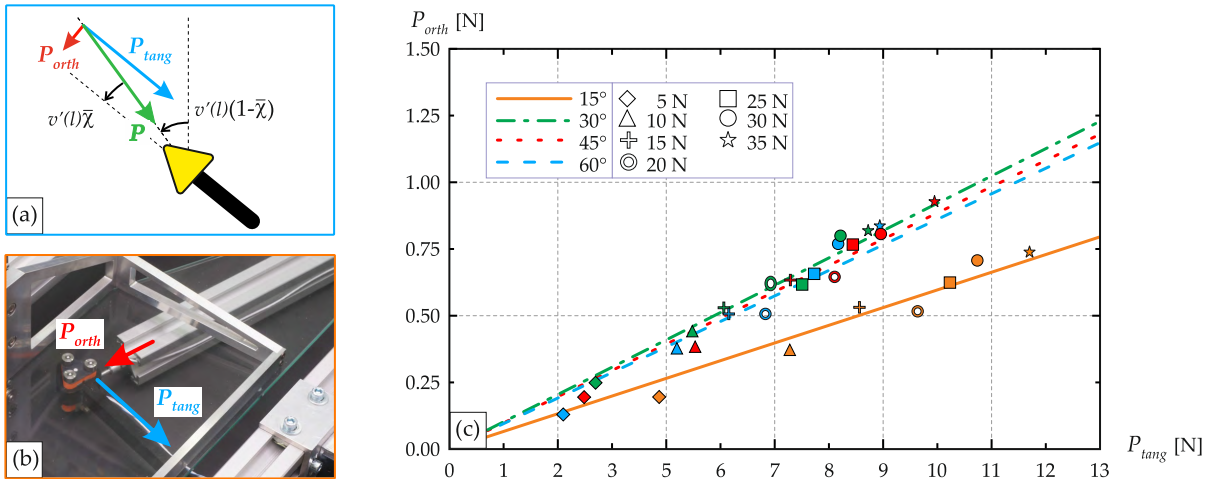 P_orth
P_tang
v'(l)χ̄
v'(l)(1-χ̄)
P
(a)
P_orth
P_tang
(b)
P_orth [N]
1.50
1.25
1.00
0.75
0.50
0.25
0.00
15°
30°
45°
60°
5 N
10 N
15 N
20 N
25 N
30 N
35 N
(c)
0 1 2 3 4 5 6 7 8 9 10 11 12 13
P_tang [N]